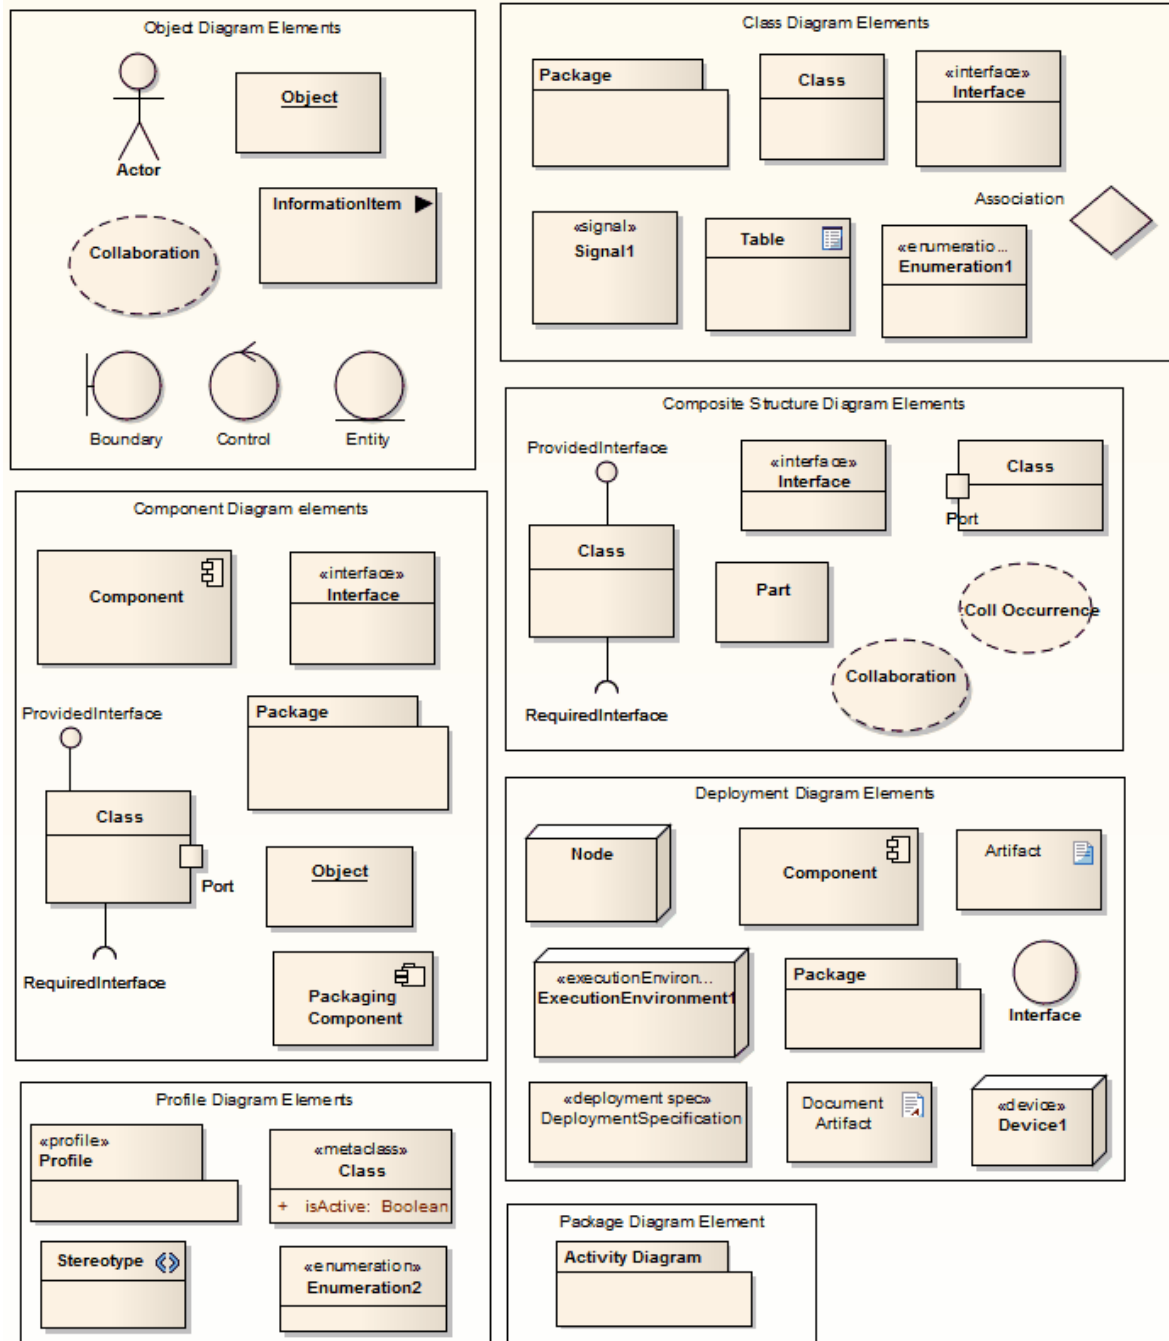 Object Diagram Elements
Object
Actor
InformationItem
Collaboration
Boundary
Control
Entity
Class Diagram Elements
Package
Class
«interface»
Interface
Association
«signal»
Signal1
Table
«enumeratio...
Enumeration1
Composite Structure Diagram Elements
ProvidedInterface
«interface»
Interface
Class
Port
Class
Part
:Coll Occurrence
Collaboration
RequiredInterface
Component Diagram elements
Component
«interface»
Interface
ProvidedInterface
Package
Class
Port
Object
RequiredInterface
Packaging
Component
Deployment Diagram Elements
Node
Component
Artifact
«executionEnviron...
ExecutionEnvironment1
Package
Interface
«deployment spec»
DeploymentSpecification
Document
Artifact
«device»
Device1
Profile Diagram Elements
«profile»
Profile
«metaclass»
Class
+ isActive: Boolean
Stereotype
«enumeration»
Enumeration2
Package Diagram Element
Activity Diagram